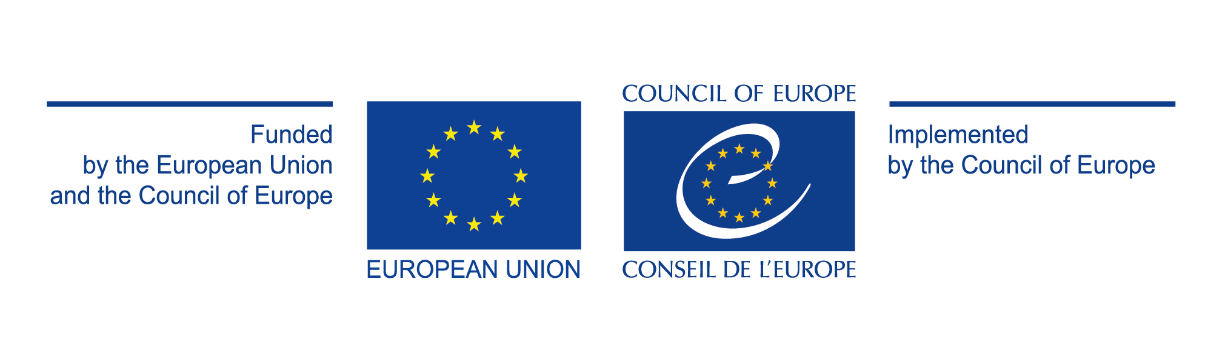 Funded
by the European Union
and the Council of Europe
EUROPEAN UNION
COUNCIL OF EUROPE
CONSEIL DE L'EUROPE
Implemented
by the Council of Europe